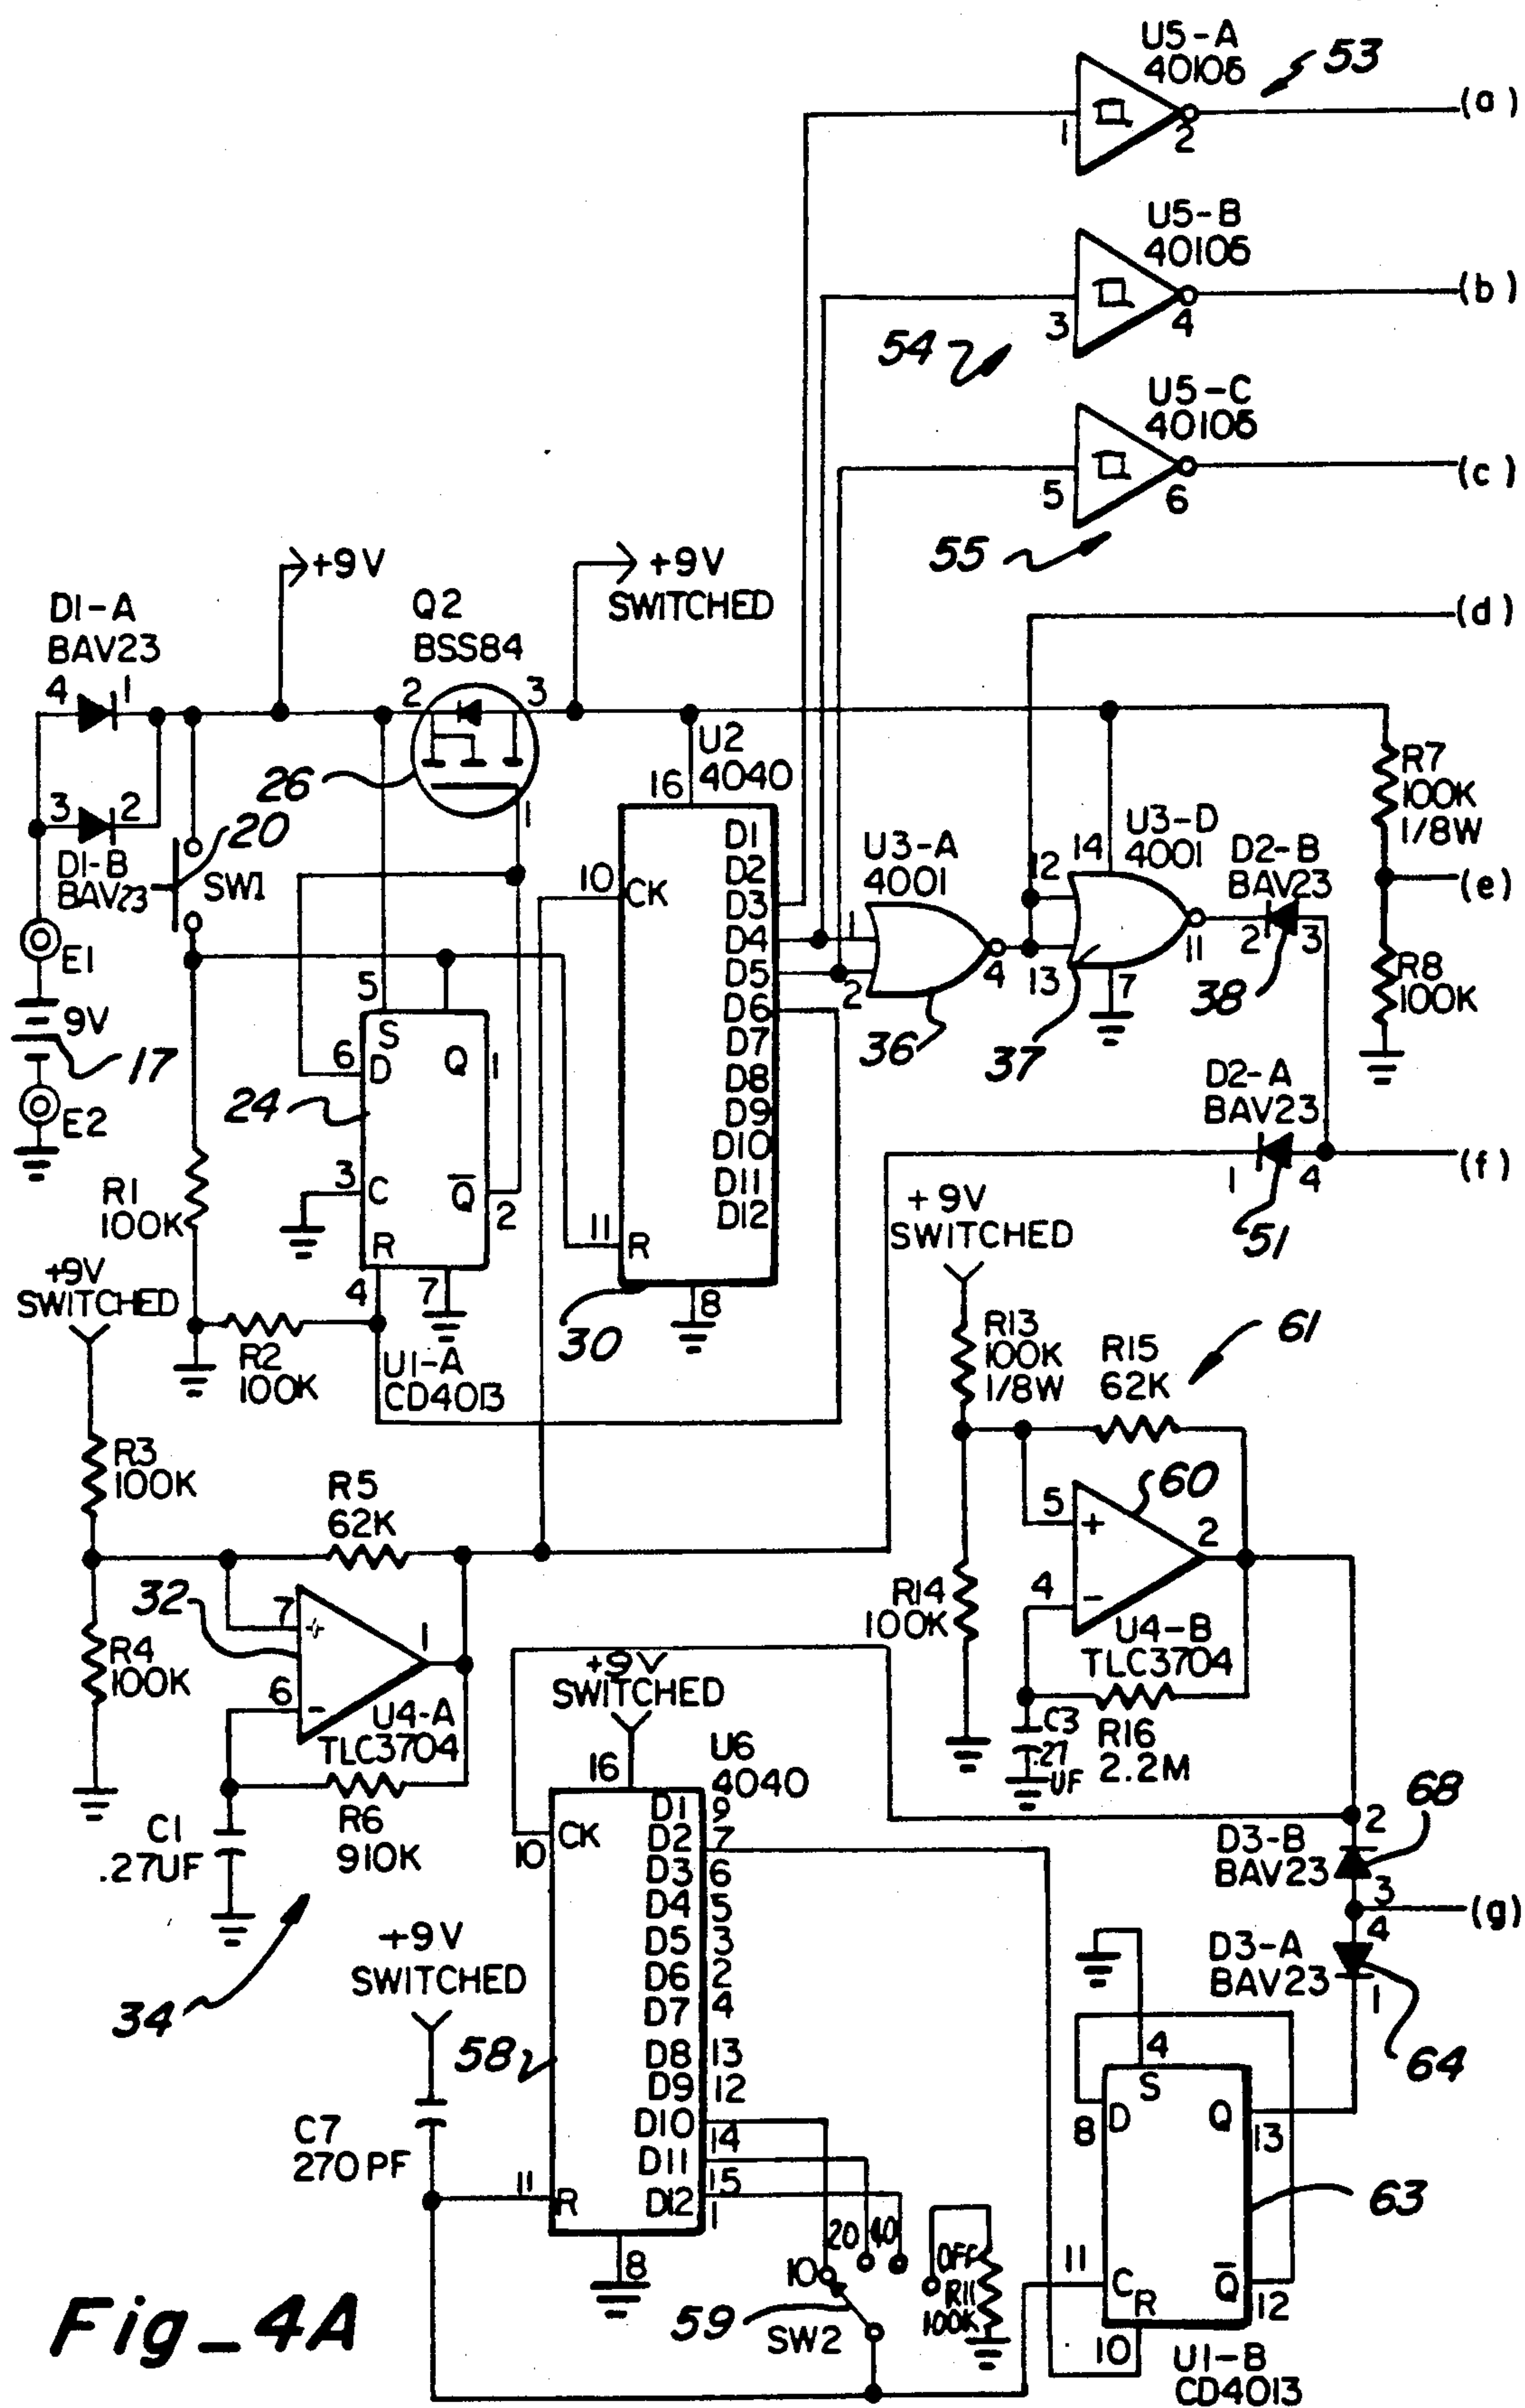 U5-A
40106
53
(a)
1
2
U5-B
40106
(b)
3
4
54
U5-C
40106
(c)
5
6
55
+9V
+9V
SWITCHED
(d)
D1-A
BAV23
Q2
BSS84
4
1
2
3
U2
4040
16
26
1
3
2
20
D1-B
BAV23
SW1
E1
9V
17
E2
R7
100K
1/8W
(e)
R8
100K
D1
D2
D3
D4
D5
D6
D7
D8
D9
D10
D11
D12
10
CK
11
R
8
30
U3-A
4001
1
2
4
36
U3-D
4001
12
14
13
11
7
37
D2-B
BAV23
2
3
38
D2-A
BAV23
1
4
51
(f)
5
S
6
D
Q
1
24
3
C
Q
2
R
4
7
R1
100K
R2
100K
U1-A
CD4013
+9V
SWITCHED
R3
100K
R5
62K
32
7
+
1
6
-
R4
100K
U4-A
TLC3704
C1
.27UF
R6
910K
34
+9V
SWITCHED
R13
100K
1/8W
R15
62K
61
60
5
+
2
4
-
R14
100K
U4-B
TLC3704
C3
.27
UF
R16
2.2M
+9V
SWITCHED
16
U6
4040
10
CK
D1 9
D2 7
D3 6
D4 5
D5 3
D6 2
D7 4
D8 13
D9 12
D10
14
D11
15
D12
1
11
R
8
58
+9V
SWITCHED
C7
270 PF
10
20
40
OFF
R11
100K
59
SW2
2
68
D3-B
BAV23
3
(g)
4
D3-A
BAV23
1
64
4
S
8
D
Q
13
63
11
C
R
Q
12
10
U1-B
CD4013
Fig_4A